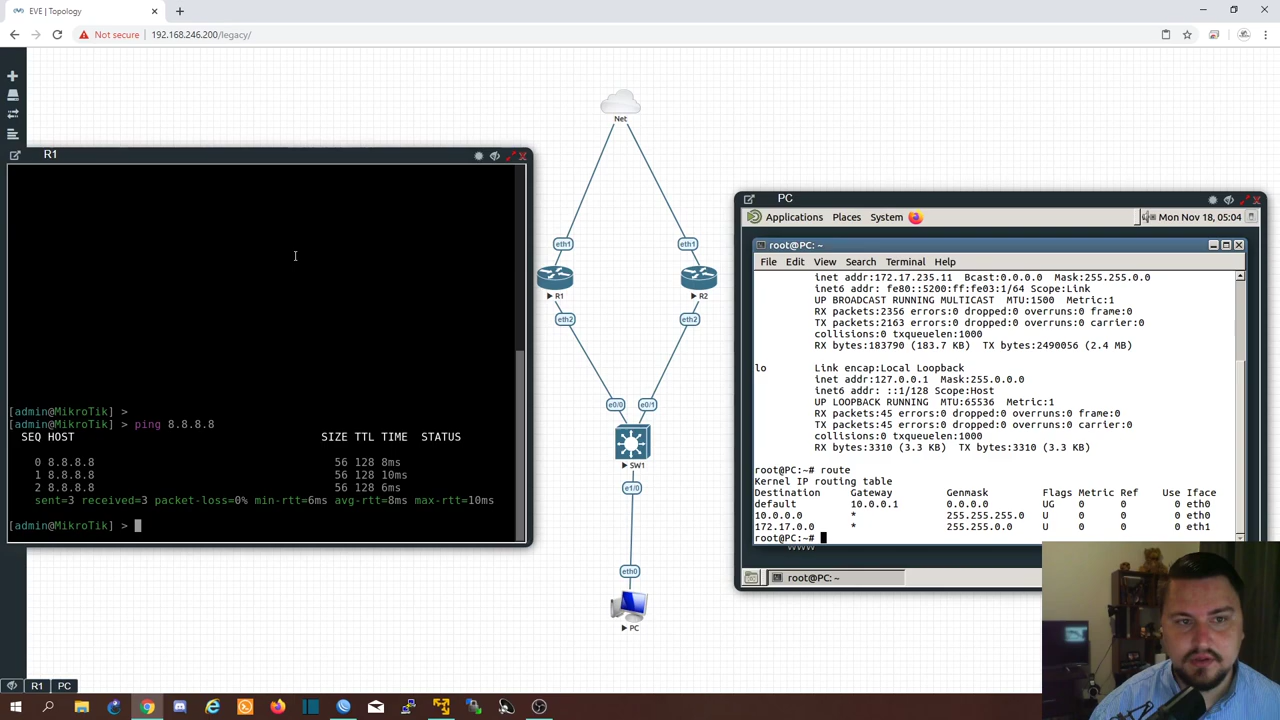 EVE | Topology
Not secure
192.168.246.200/legacy/
Net
R1
eth1
eth1
R1
R2
eth2
eth2
e0/0
e0/1
SW1
e1/0
eth0
PC
[admin@MikroTik] >
[admin@MikroTik] > ping 8.8.8.8
SEQ HOST SIZE TTL TIME STATUS
0 8.8.8.8 56 128 8ms
1 8.8.8.8 56 128 10ms
2 8.8.8.8 56 128 6ms
sent=3 received=3 packet-loss=0% min-rtt=6ms avg-rtt=8ms max-rtt=10ms
[admin@MikroTik] >
PC
Applications Places System
Mon Nov 18, 05:04
root@PC: ~
File Edit View Search Terminal Help
inet addr:172.17.235.11 Bcast:0.0.0.0 Mask:255.255.0.0
inet6 addr: fe80::5200:ff:fe03:1/64 Scope:Link
UP BROADCAST RUNNING MULTICAST MTU:1500 Metric:1
RX packets:2356 errors:0 dropped:0 overruns:0 frame:0
TX packets:2163 errors:0 dropped:0 overruns:0 carrier:0
collisions:0 txqueuelen:1000
RX bytes:183790 (183.7 KB) TX bytes:2490056 (2.4 MB)
lo Link encap:Local Loopback
inet addr:127.0.0.1 Mask:255.0.0.0
inet6 addr: ::1/128 Scope:Host
UP LOOPBACK RUNNING MTU:65536 Metric:1
RX packets:45 errors:0 dropped:0 overruns:0 frame:0
TX packets:45 errors:0 dropped:0 overruns:0 carrier:0
collisions:0 txqueuelen:1000
RX bytes:3310 (3.3 KB) TX bytes:3310 (3.3 KB)
root@PC:~# route
Kernel IP routing table
Destination Gateway Genmask Flags Metric Ref Use Iface
default 10.0.0.1 0.0.0.0 UG 0 0 0 eth0
10.0.0.0 * 255.255.255.0 U 0 0 0 eth0
172.17.0.0 * 255.255.0.0 U 0 0 0 eth1
root@PC:~#
root@PC: ~
R1
PC